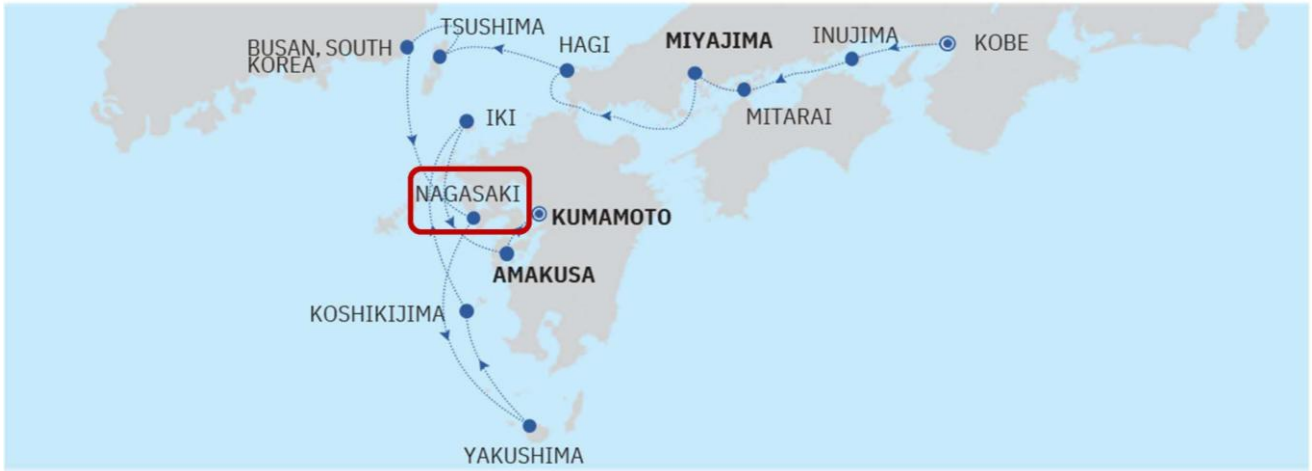 TSUSHIMA
BUSAN, SOUTH
KOREA
HAGI
MIYAJIMA
INUJIMA
KOBE
MITARAI
IKI
NAGASAKI
KUMAMOTO
AMAKUSA
KOSHIKIJIMA
YAKUSHIMA